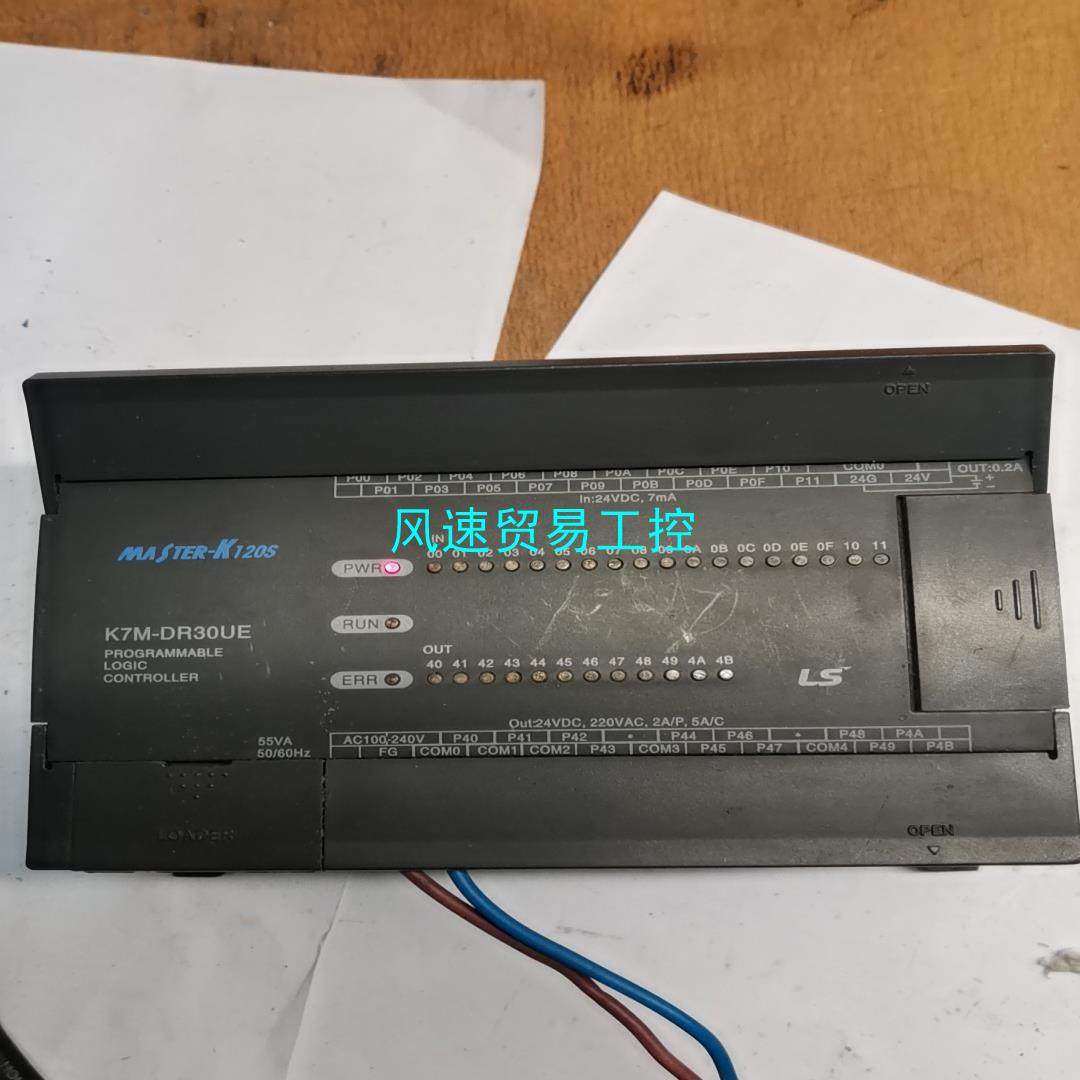 OPEN
P00 P02 P04 P06 P08 P0A P0C P0E P10 COM0 OUT:0.2A
P01 P03 P05 P07 P09 P0B P0D P0F P11 24G 24V + -
In:24VDC, 7mA
风速贸易工控
IN
00 01 02 03 04 05 06 07 08 09 0A 0B 0C 0D 0E 0F 10 11
MASTER-K120S
PWR
RUN
K7M-DR30UE
PROGRAMMABLE
LOGIC
CONTROLLER
OUT
40 41 42 43 44 45 46 47 48 49 4A 4B
ERR
LS
Out:24VDC, 220VAC, 2A/P, 5A/C
55VA
50/60Hz
AC100-240V P40 P41 P42 • P44 P46 • P48 P4A
FG COM0 COM1 COM2 P43 COM3 P45 P47 COM4 P49 P4B
LOADER
OPEN